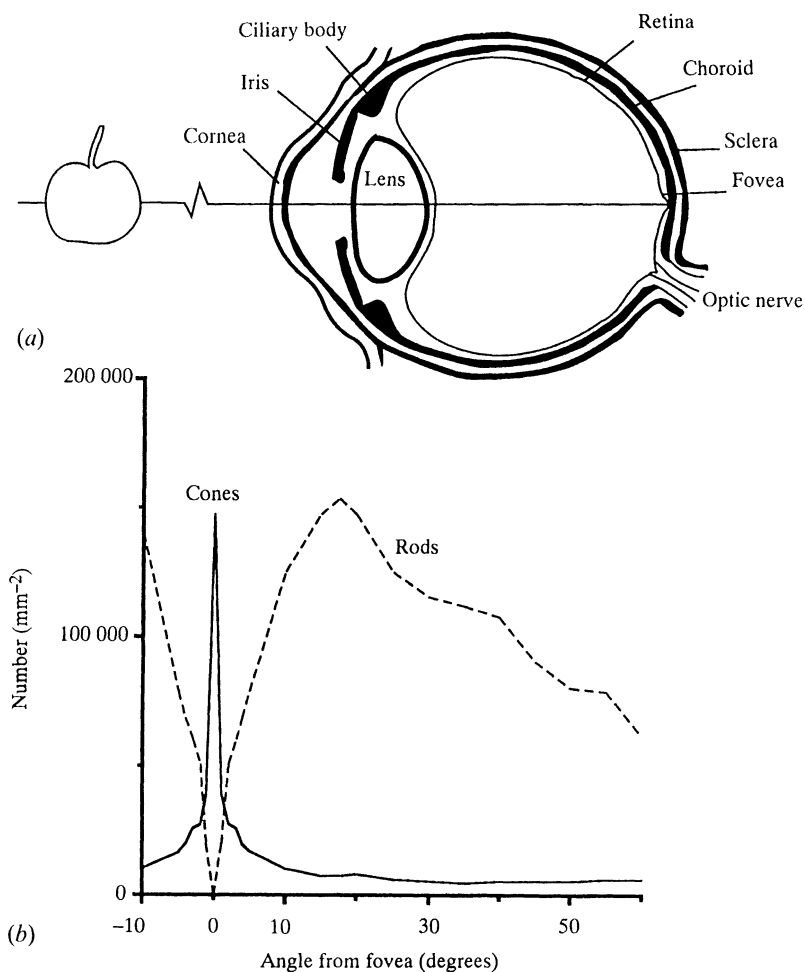 Ciliary body
Retina
Iris
Choroid
Cornea
Sclera
Lens
Fovea
Optic nerve
(a)
200 000
Cones
Rods
Number (mm⁻²)
100 000
0
(b)
−10 0 10 30 50
Angle from fovea (degrees)